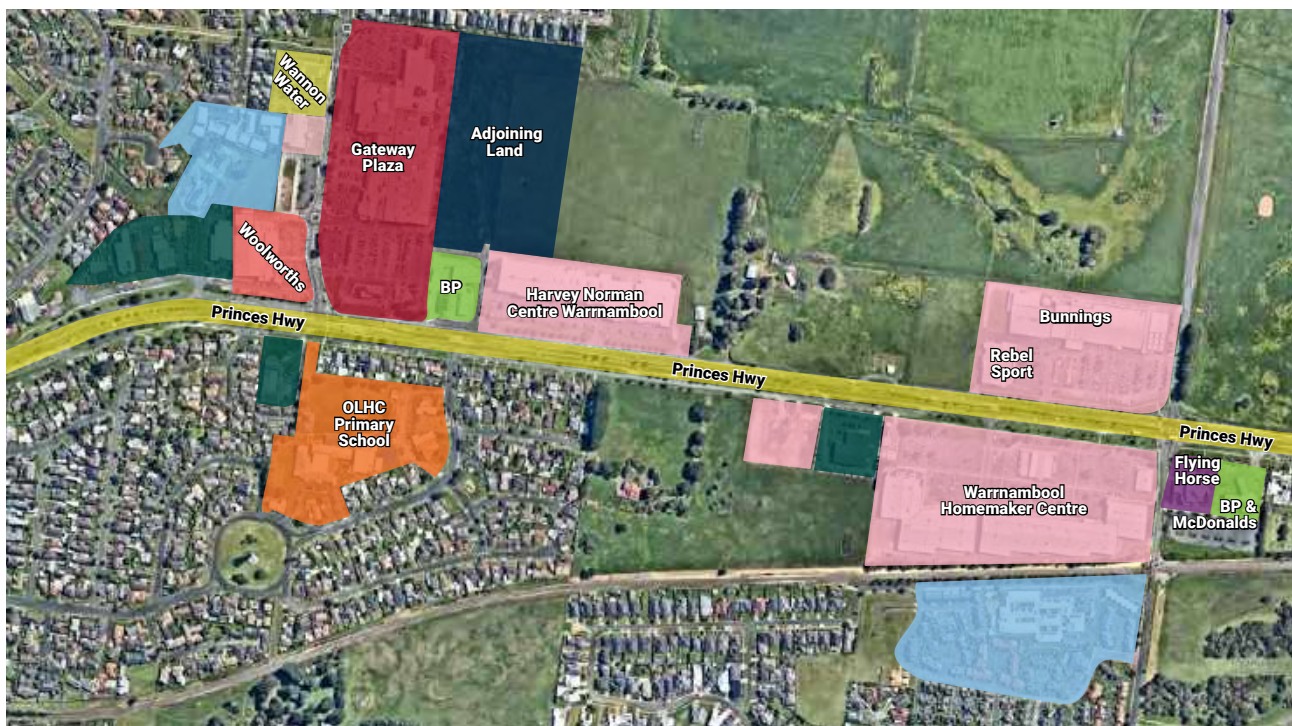 Wannon
Water
Gateway
Plaza
Adjoining
Land
Woolworths
BP
Harvey Norman
Centre Warrnambool
Princes Hwy
Bunnings
Rebel
Sport
Princes Hwy
OLHC
Primary
School
Princes Hwy
Flying
Horse
Warrnambool
Homemaker Centre
BP &
McDonalds